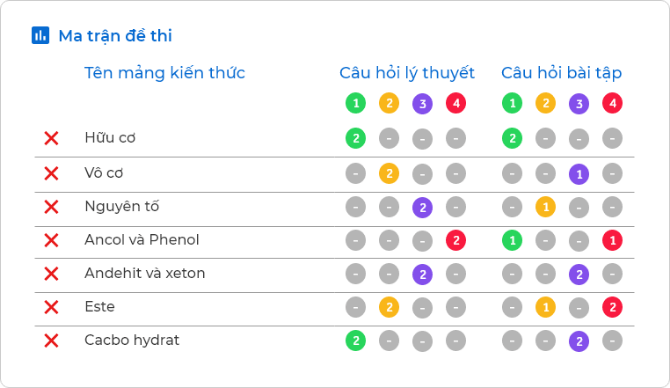 Ma trận đề thi
Tên mảng kiến thức Câu hỏi lý thuyết Câu hỏi bài tập
1 2 3 4 1 2 3 4
Hữu cơ 2 - - - 2 - - -
Vô cơ - 2 - - - - 1 -
Nguyên tố - - 2 - - 1 - -
Ancol và Phenol - - - 2 1 - - 1
Andehit và xeton - - 2 - - - 2 -
Este - 2 - - - 1 - 2
Cacbo hydrat 2 - - - - - 2 -